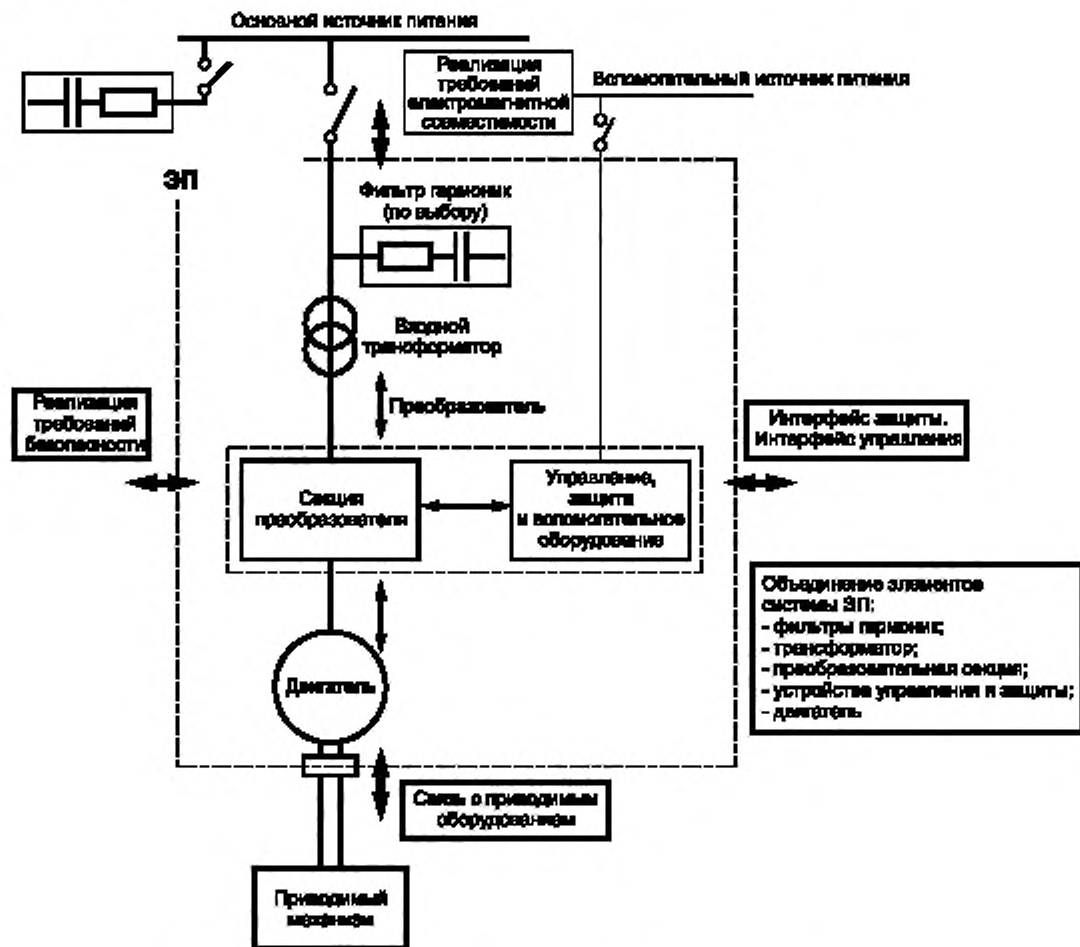 Основной источник питания
Реализация
требований
электромагнитной
совместимости
Вспомогательный источник питания
ЭП
Фильтр гармоник
(по выбору)
Входной
трансформатор
Преобразователь
Реализация
требований
безопасности
Интерфейс защиты.
Интерфейс управления
Секция
преобразователя
Управление,
защита
и вспомогательное
оборудование
Объединение элементов
системы ЭП:
- фильтры гармоник;
- трансформатор;
- преобразовательная секция;
- устройства управления и защиты;
- двигатель
Двигатель
Связь с приводимым
оборудованием
Приводимый
механизм